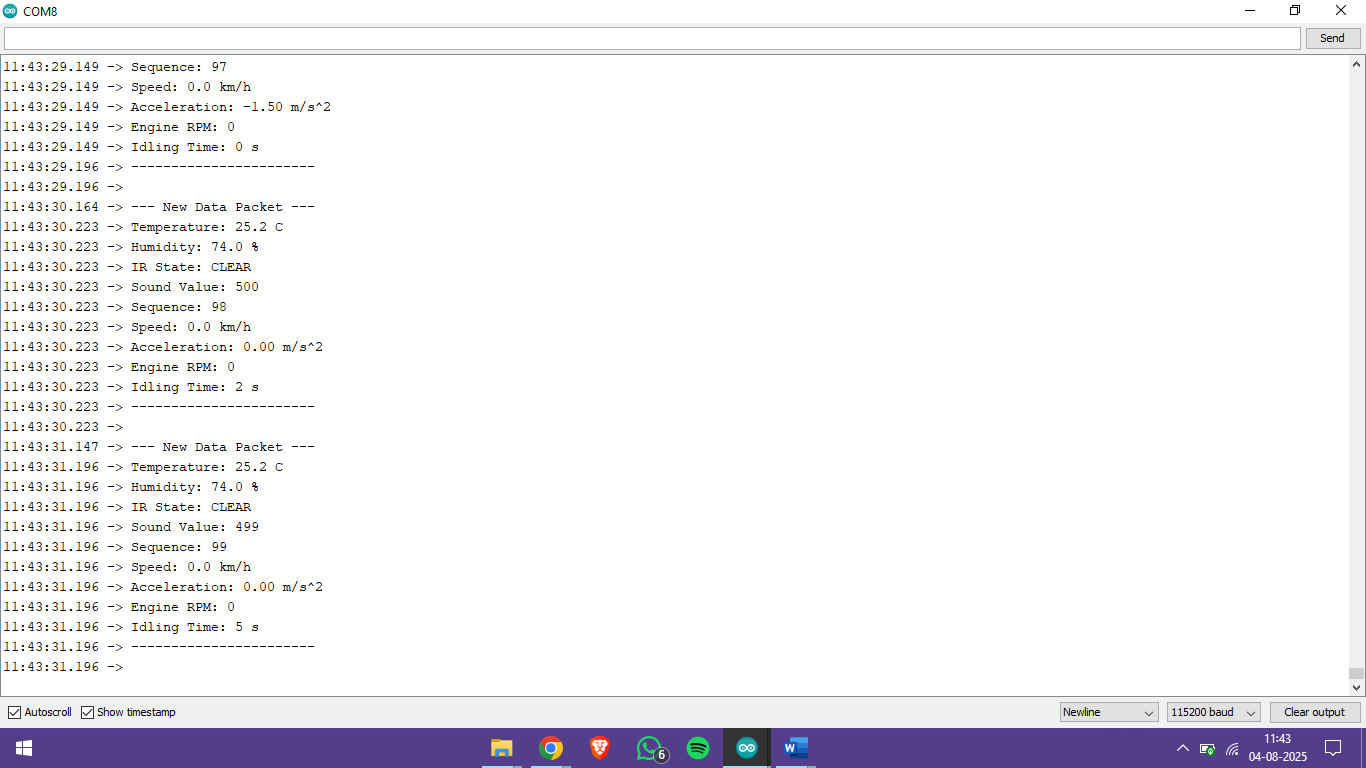 COM8
Send
11:43:29.149 -> Sequence: 97
11:43:29.149 -> Speed: 0.0 km/h
11:43:29.149 -> Acceleration: -1.50 m/s^2
11:43:29.149 -> Engine RPM: 0
11:43:29.149 -> Idling Time: 0 s
11:43:29.196 -> -----------------------
11:43:29.196 ->
11:43:30.164 -> --- New Data Packet ---
11:43:30.223 -> Temperature: 25.2 C
11:43:30.223 -> Humidity: 74.0 %
11:43:30.223 -> IR State: CLEAR
11:43:30.223 -> Sound Value: 500
11:43:30.223 -> Sequence: 98
11:43:30.223 -> Speed: 0.0 km/h
11:43:30.223 -> Acceleration: 0.00 m/s^2
11:43:30.223 -> Engine RPM: 0
11:43:30.223 -> Idling Time: 2 s
11:43:30.223 -> -----------------------
11:43:30.223 ->
11:43:31.147 -> --- New Data Packet ---
11:43:31.196 -> Temperature: 25.2 C
11:43:31.196 -> Humidity: 74.0 %
11:43:31.196 -> IR State: CLEAR
11:43:31.196 -> Sound Value: 499
11:43:31.196 -> Sequence: 99
11:43:31.196 -> Speed: 0.0 km/h
11:43:31.196 -> Acceleration: 0.00 m/s^2
11:43:31.196 -> Engine RPM: 0
11:43:31.196 -> Idling Time: 5 s
11:43:31.196 -> -----------------------
11:43:31.196 ->
Autoscroll Show timestamp Newline 115200 baud Clear output
6 W 11:43
04-08-2025